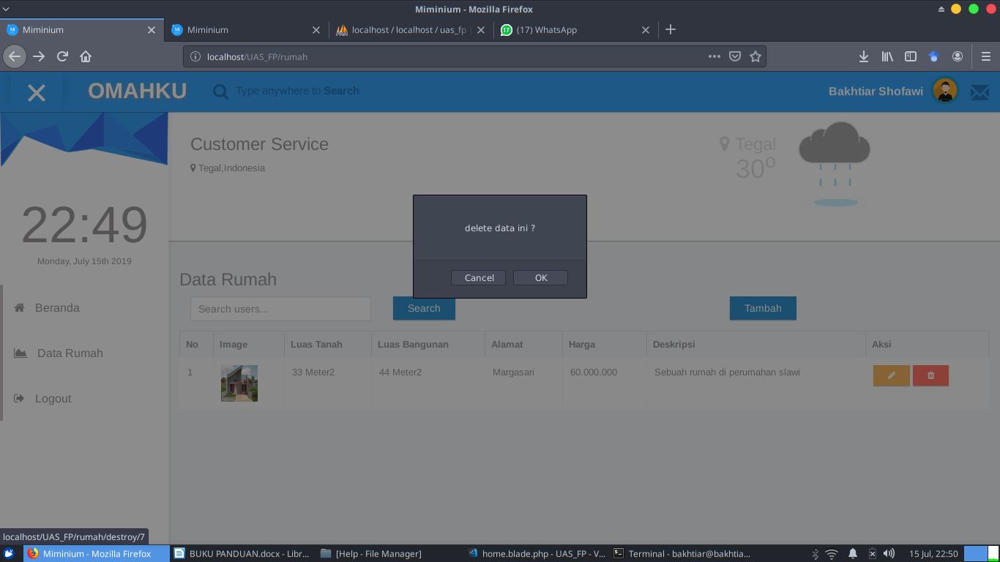 Miminium - Mozilla Firefox
Miminium
Miminium
localhost / localhost / uas_fp
(17) WhatsApp
localhost/UAS_FP/rumah
OMAHKU
Type anywhere to Search
Bakhtiar Shofawi
Customer Service
Tegal,Indonesia
Tegal
30º
22:49
Monday, July 15th 2019
Beranda
Data Rumah
Logout
delete data ini ?
Cancel OK
Data Rumah
Search users...
Search
Tambah
No Image Luas Tanah Luas Bangunan Alamat Harga Deskripsi Aksi
1 33 Meter2 44 Meter2 Margasari 60.000.000 Sebuah rumah di perumahan slawi
localhost/UAS_FP/rumah/destroy/7
Miminium - Mozilla Firefox
BUKU PANDUAN.docx - Libr...
[Help - File Manager]
home.blade.php - UAS_FP - V...
Terminal - bakhtiar@bakhtia...
15 Jul, 22:50